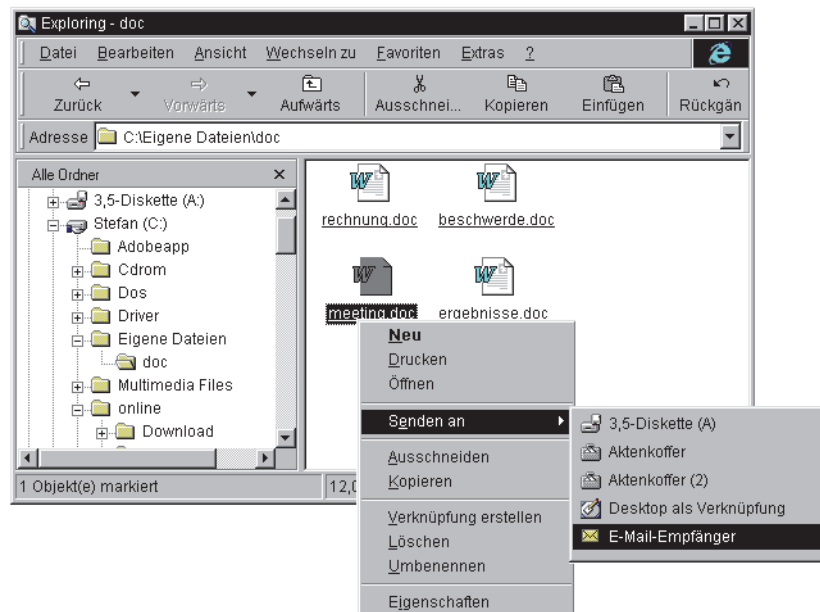 Exploring - doc
Datei Bearbeiten Ansicht Wechseln zu Favoriten Extras ?
Zurück Vorwärts Aufwärts Ausschnei... Kopieren Einfügen Rückgän
Adresse C:\Eigene Dateien\doc
Alle Ordner
3,5-Diskette (A:)
Stefan (C:)
Adobeapp
Cdrom
Dos
Driver
Eigene Dateien
doc
Multimedia Files
online
Download
rechnung.doc beschwerde.doc
meeting.doc ergebnisse.doc
Neu
Drucken
Öffnen
Senden an
Ausschneiden
Kopieren
Verknüpfung erstellen
Löschen
Umbenennen
Eigenschaften
3,5-Diskette (A)
Aktenkoffer
Aktenkoffer (2)
Desktop als Verknüpfung
E-Mail-Empfänger
1 Objekt(e) markiert 12,0